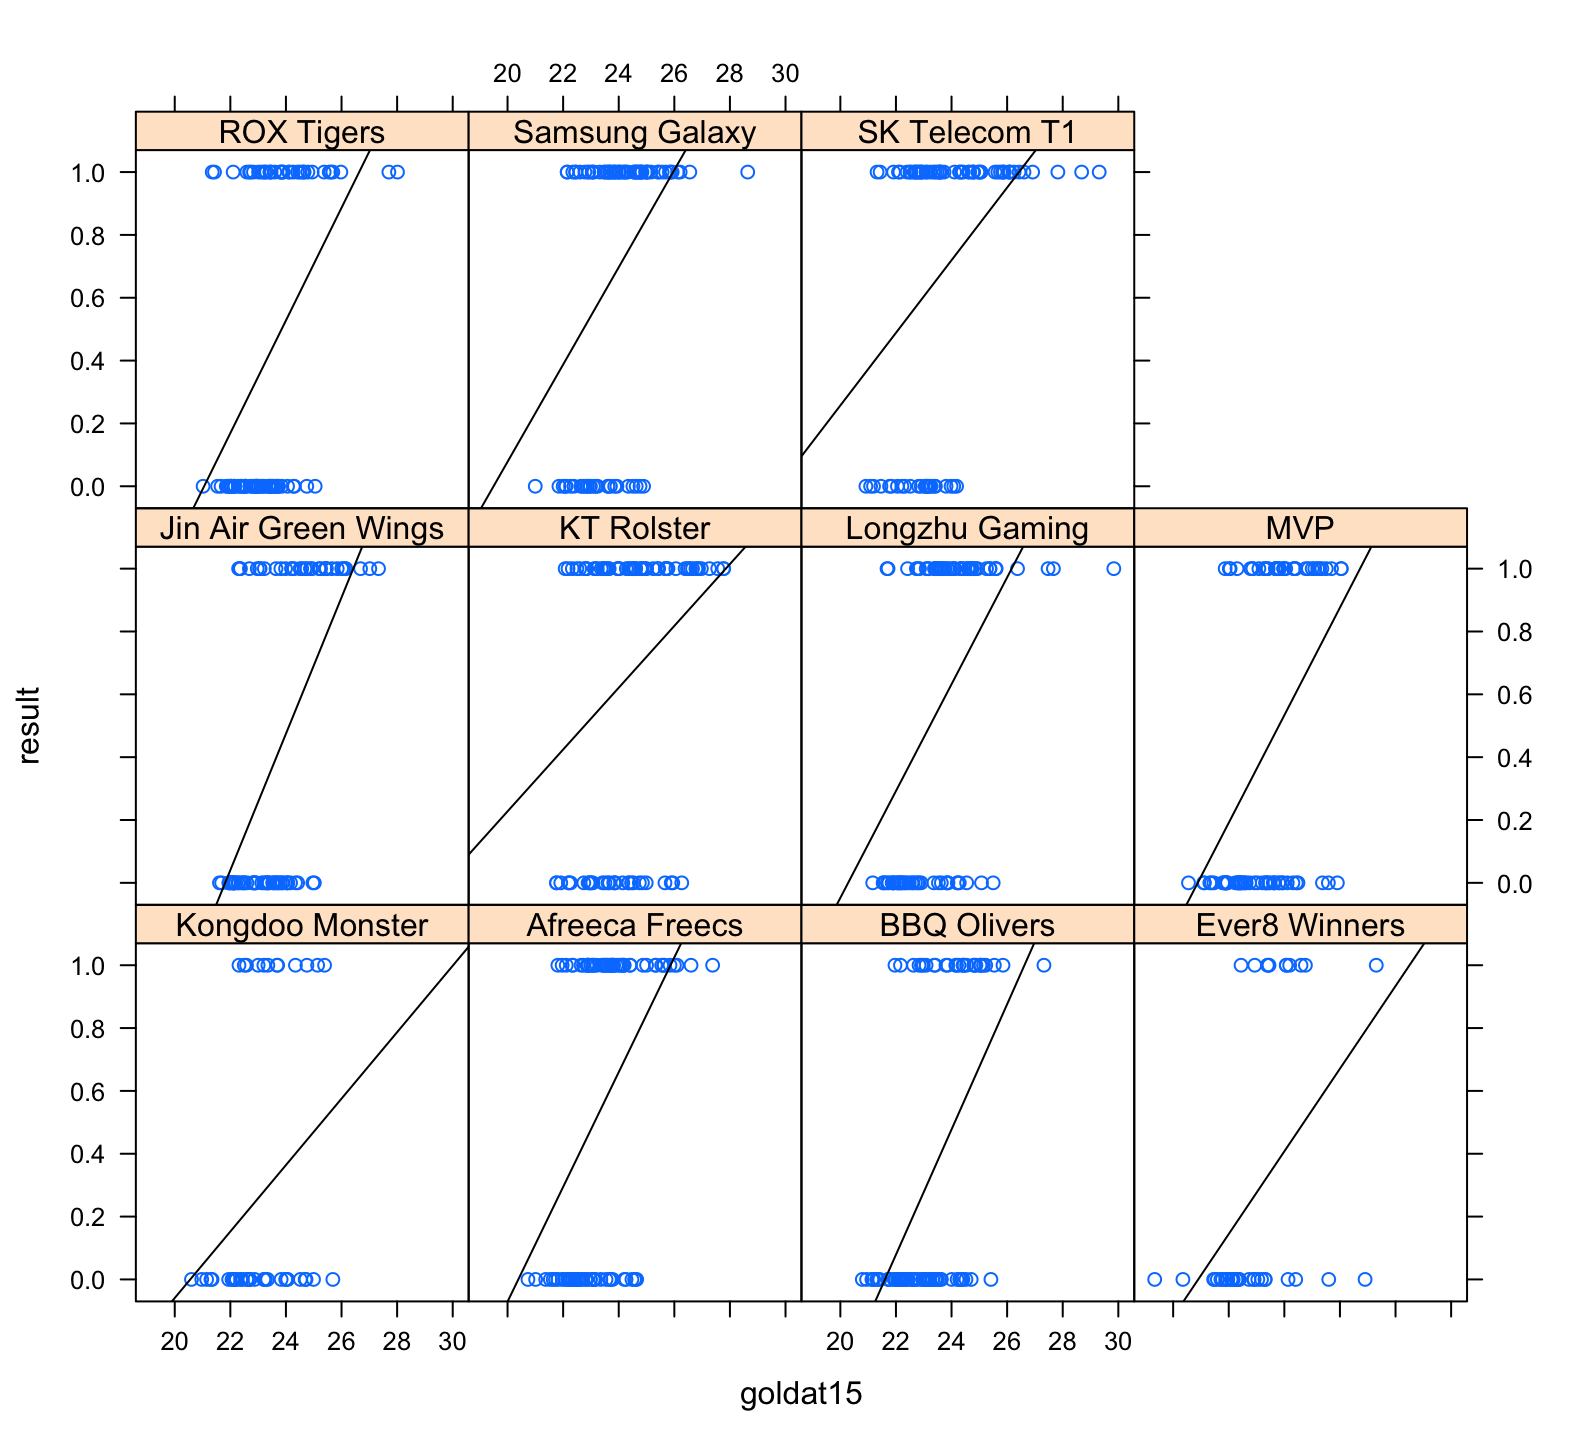 20 22 24 26 28 30
ROX Tigers Samsung Galaxy SK Telecom T1
1.0
0.8
0.6
0.4
0.2
0.0
Jin Air Green Wings KT Rolster Longzhu Gaming MVP
1.0
0.8
0.6
0.4
0.2
0.0
result
Kongdoo Monster Afreeca Freecs BBQ Olivers Ever8 Winners
1.0
0.8
0.6
0.4
0.2
0.0
20 22 24 26 28 30 20 22 24 26 28 30
goldat15